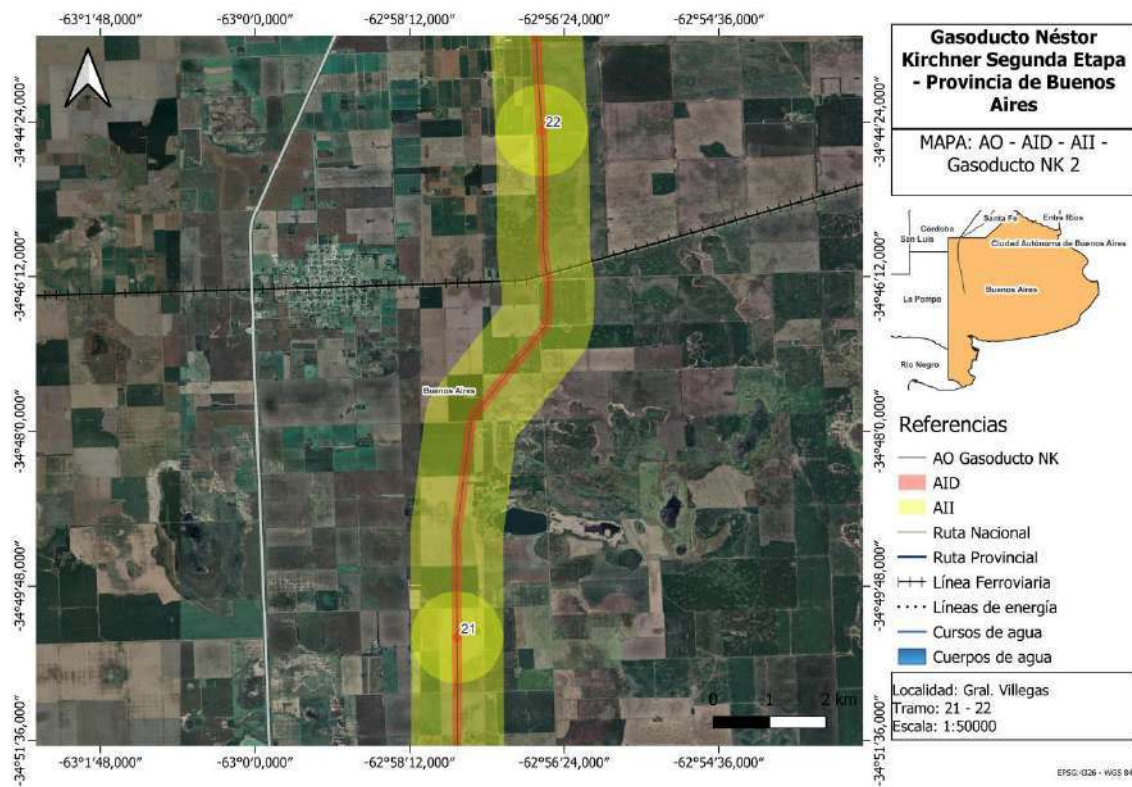 -63°1'48,000"
-63°0'0,000"
-62°58'12,000"
-62°56'24,000"
-62°54'36,000"
-34°44'24,000"
-34°46'12,000"
-34°48'0,000"
-34°49'48,000"
-34°51'36,000"
-34°44'24,000"
-34°46'12,000"
-34°48'0,000"
-34°49'48,000"
-34°51'36,000"
22
Buenos Aires
21
0 1 2 km
-63°1'48,000"
-63°0'0,000"
-62°58'12,000"
-62°56'24,000"
-62°54'36,000"
Gasoducto Néstor
Kirchner Segunda Etapa
- Provincia de Buenos
Aires
MAPA: AO - AID - AII -
Gasoducto NK 2
Santa Fe
Entre Ríos
Córdoba
San Luis
Ciudad Autónoma de Buenos Aires
Buenos Aires
La Pampa
Río Negro
Referencias
AO Gasoducto NK
AID
AII
Ruta Nacional
Ruta Provincial
Línea Ferroviaria
Líneas de energía
Cursos de agua
Cuerpos de agua
Localidad: Gral. Villegas
Tramo: 21 - 22
Escala: 1:50000
EPSG:4326 - WGS 84